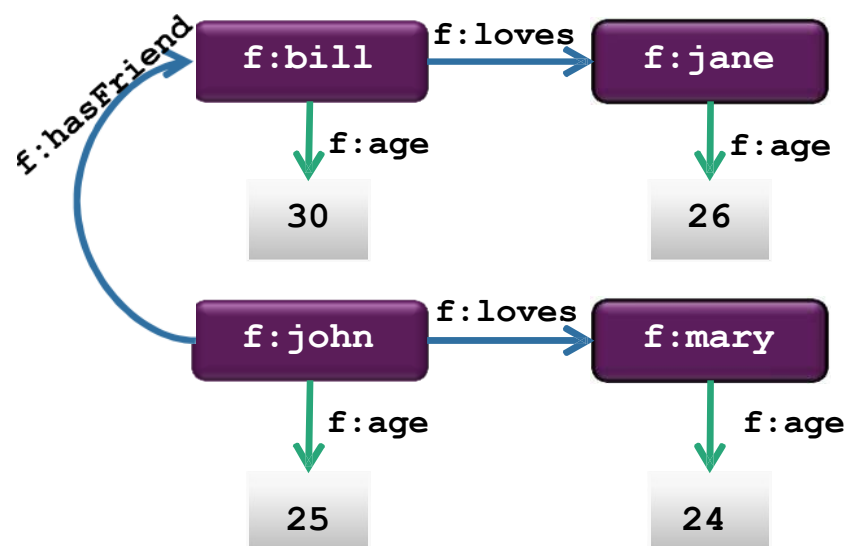 f:hasFriend
f:bill
f:loves
f:jane
f:age
f:age
30
26
f:john
f:loves
f:mary
f:age
f:age
25
24